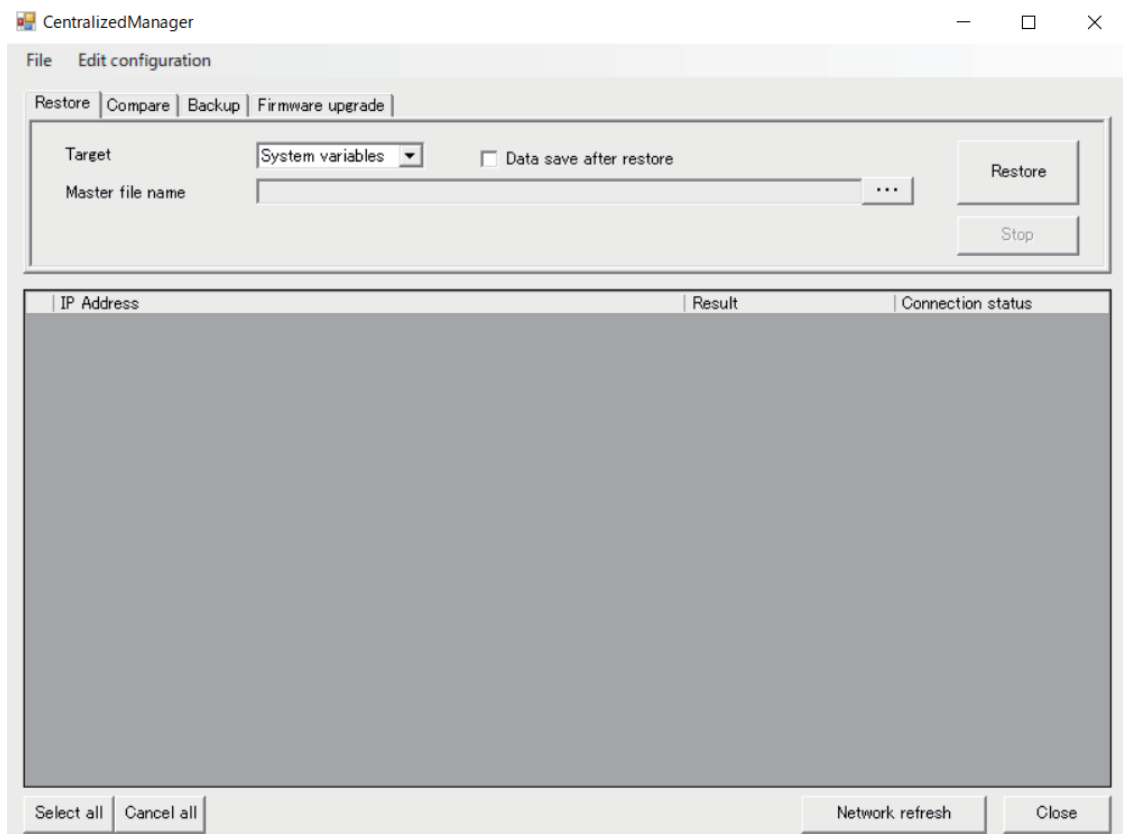 CentralizedManager
File Edit configuration
Restore Compare Backup Firmware upgrade
Target System variables Data save after restore Restore
Master file name ...
Stop
IP Address Result Connection status
Select all Cancel all Network refresh Close